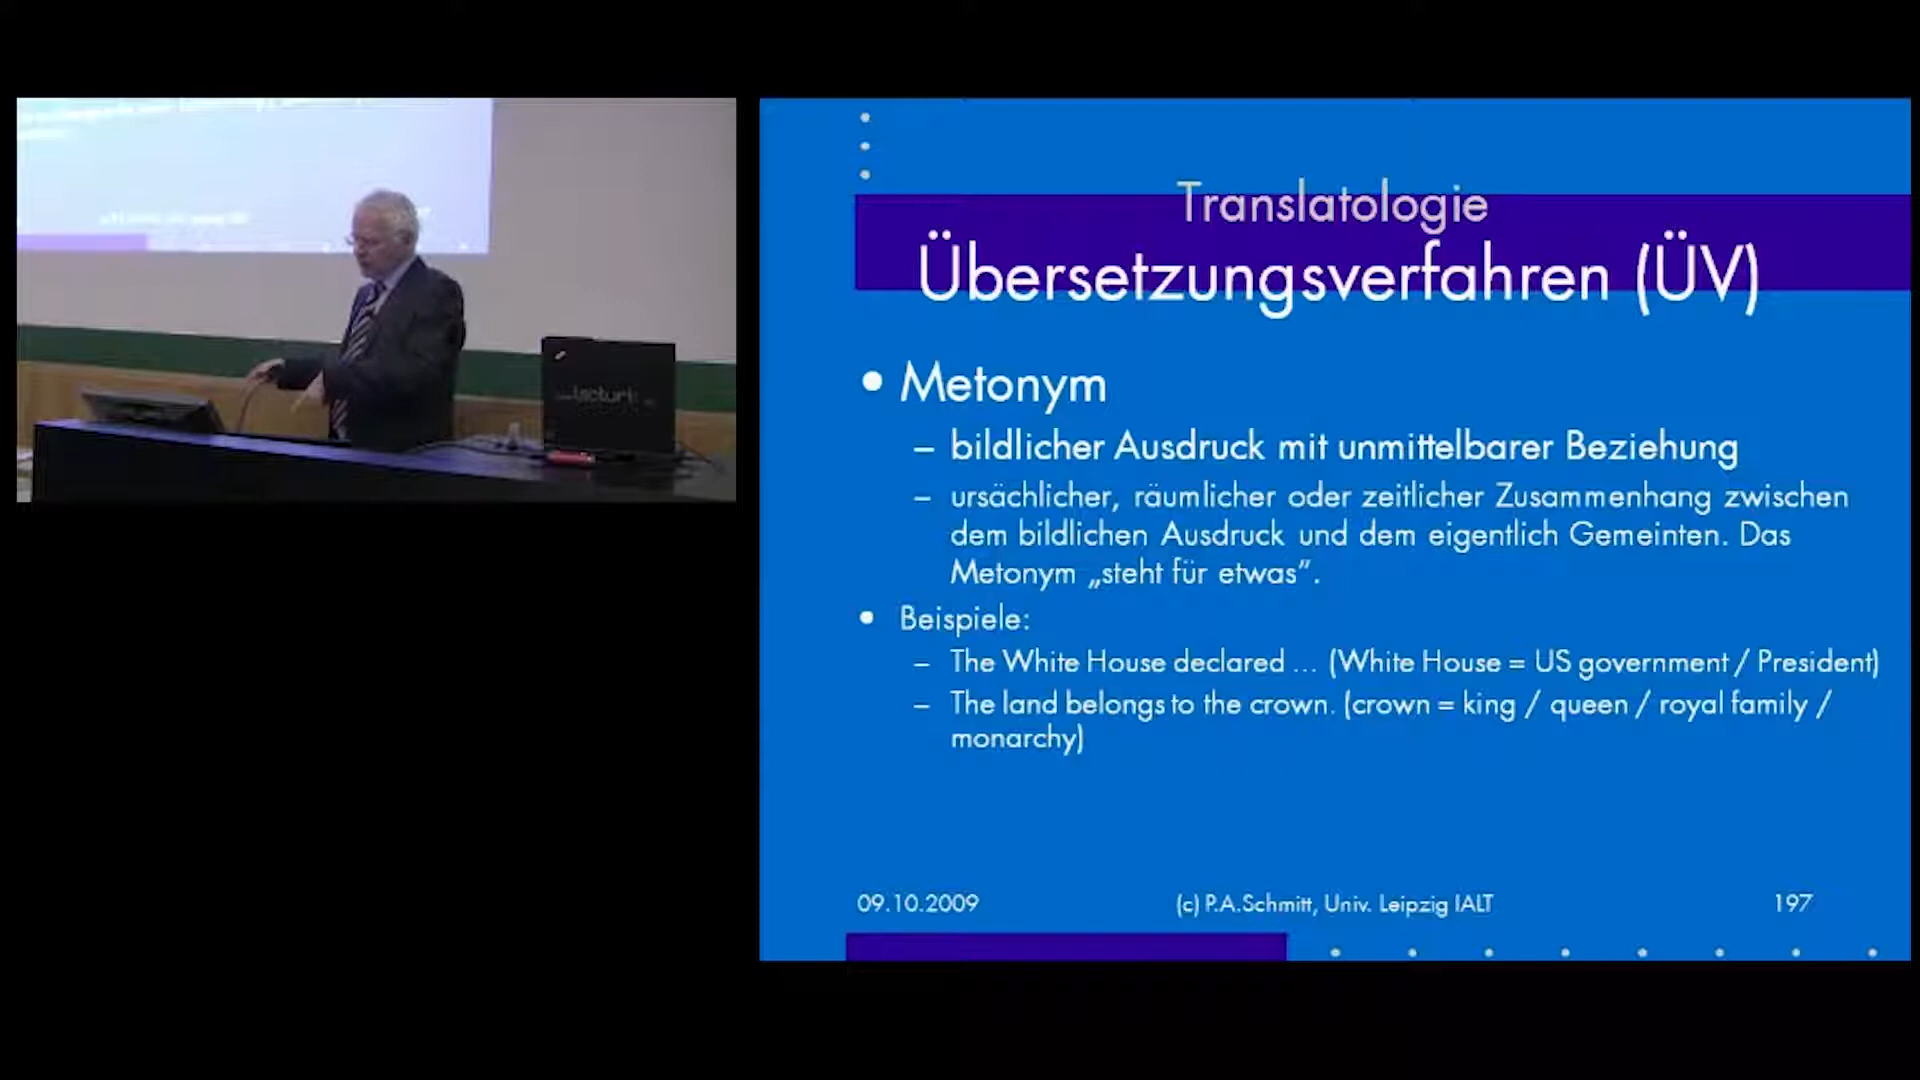 Translatologie
Übersetzungsverfahren (ÜV)
• Metonym
– bildlicher Ausdruck mit unmittelbarer Beziehung
– ursächlicher, räumlicher oder zeitlicher Zusammenhang zwischen
dem bildlichen Ausdruck und dem eigentlich Gemeinten. Das
Metonym „steht für etwas”.
• Beispiele:
– The White House declared ... (White House = US government / President)
– The land belongs to the crown. (crown = king / queen / royal family /
monarchy)
09.10.2009 (c) P.A.Schmitt, Univ. Leipzig IALT 197